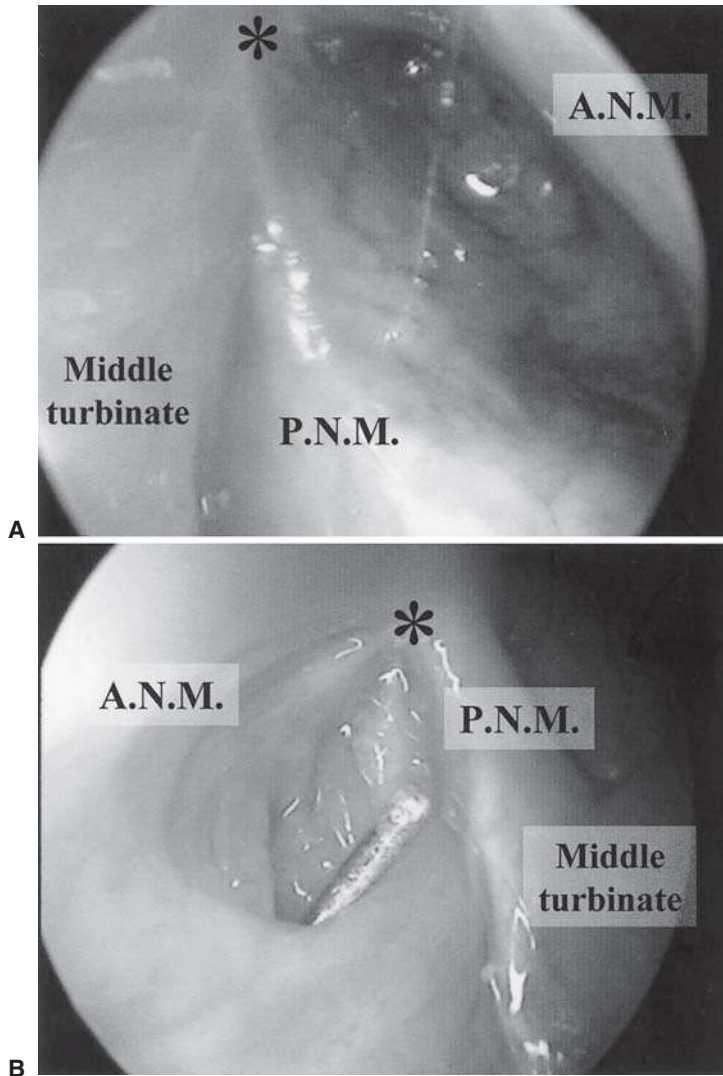 *
A.N.M.
Middle
turbinate
P.N.M.
A
*
A.N.M.
P.N.M.
Middle
turbinate
B